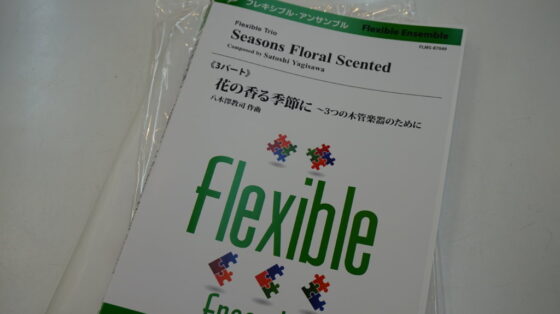 フレキシブル・アンサンブル Flexible Ensemble
FLMS-87049
Flexible Trio
Seasons Floral Scented
Composed by Satoshi Yagisawa
《3パート》
花の香る季節に ～3つの木管楽器のために
八木澤教司 作曲
flexible